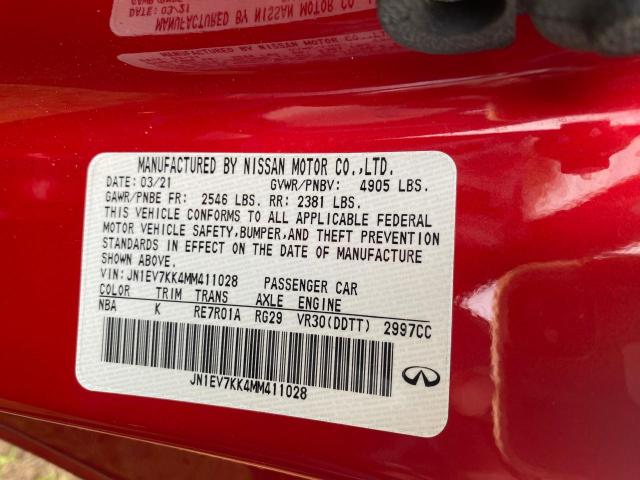 MANUFACTURED BY NISSAN MOTOR CO.,LTD.
DATE: 03/21 GVWR/PNBV: 4905 LBS.
GAWR/PNBE FR: 2546 LBS. RR: 2381 LBS.
THIS VEHICLE CONFORMS TO ALL APPLICABLE FEDERAL
MOTOR VEHICLE SAFETY,BUMPER,AND THEFT PREVENTION
STANDARDS IN EFFECT ON THE DATE OF MANUFACTURE
SHOWN ABOVE.
VIN: JN1EV7KK4MM411028 PASSENGER CAR
COLOR TRIM TRANS AXLE ENGINE
NBA K RE7R01A RG29 VR30(DDTT) 2997CC
JN1EV7KK4MM411028